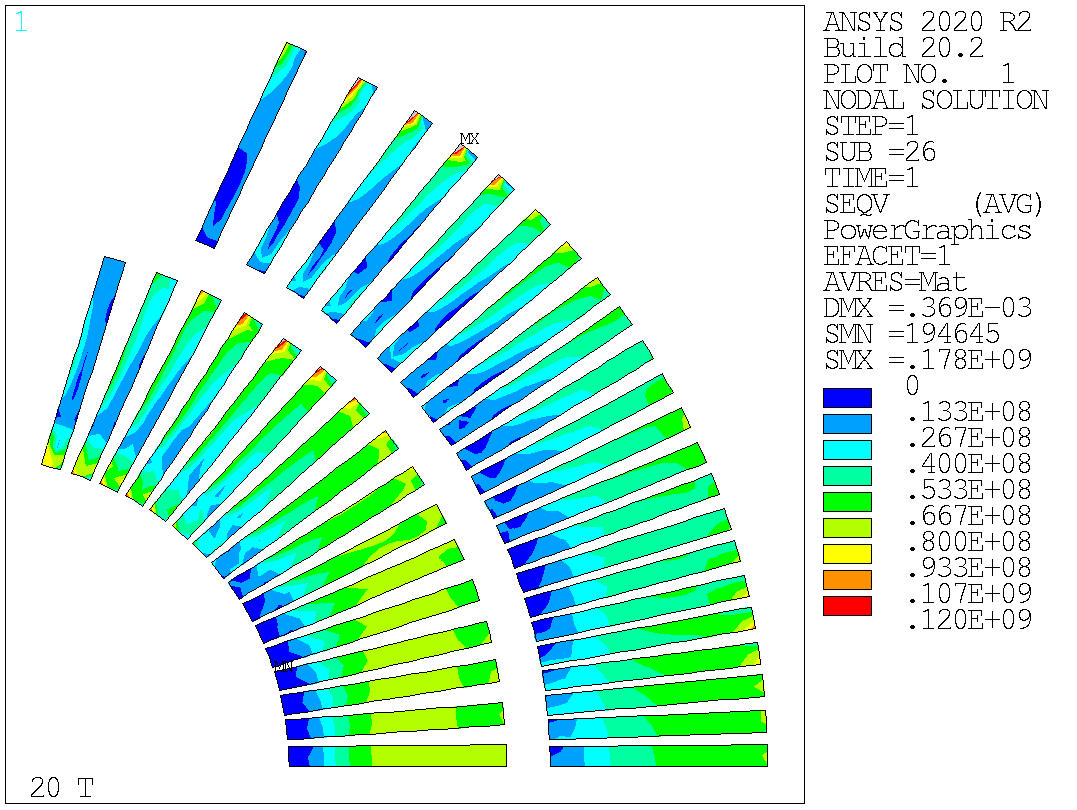 1
ANSYS 2020 R2
Build 20.2
PLOT NO.   1
NODAL SOLUTION
STEP=1
SUB =26
TIME=1
SEQV     (AVG)
PowerGraphics
EFACET=1
AVRES=Mat
DMX =.369E-03
SMN =194645
SMX =.178E+09
0
.133E+08
.267E+08
.400E+08
.533E+08
.667E+08
.800E+08
.933E+08
.107E+09
.120E+09
MX
MN
20 T